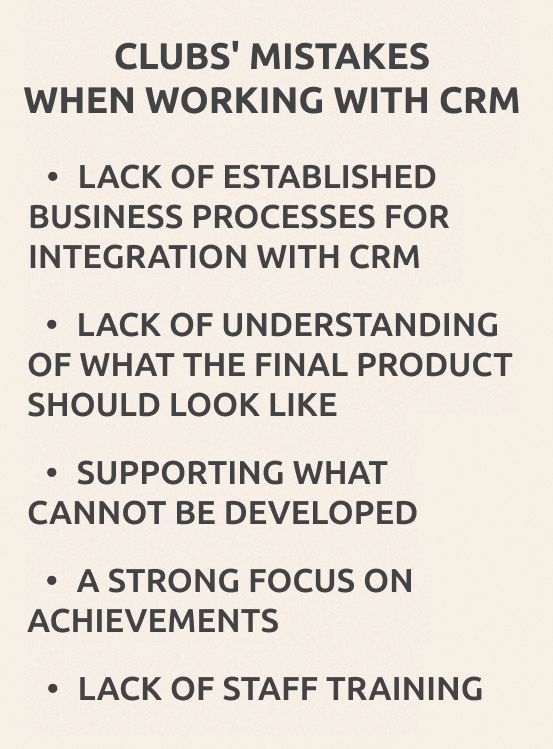 CLUBS' MISTAKES
WHEN WORKING WITH CRM
• LACK OF ESTABLISHED
BUSINESS PROCESSES FOR
INTEGRATION WITH CRM
• LACK OF UNDERSTANDING
OF WHAT THE FINAL PRODUCT
SHOULD LOOK LIKE
• SUPPORTING WHAT
CANNOT BE DEVELOPED
• A STRONG FOCUS ON
ACHIEVEMENTS
• LACK OF STAFF TRAINING